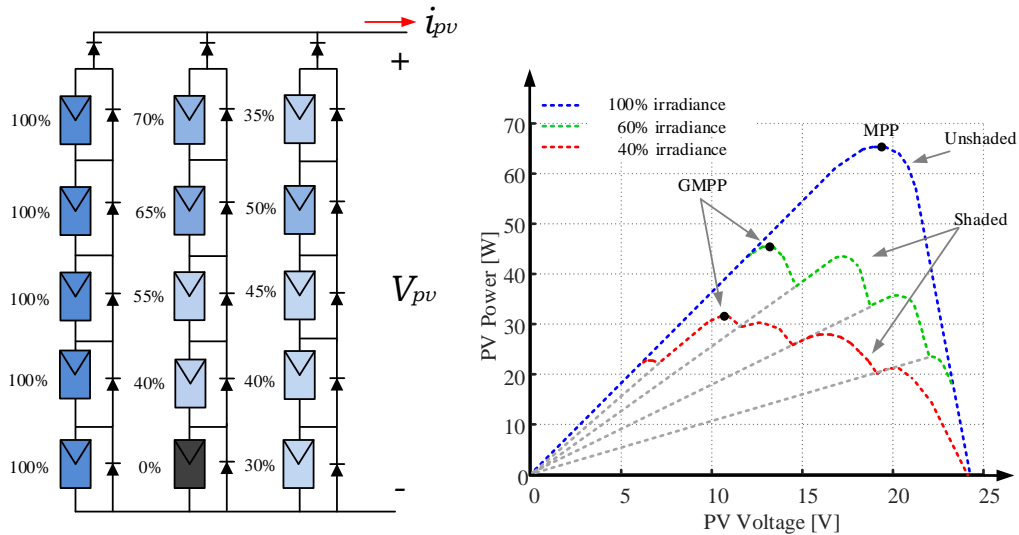 i_pv
+
100% 70% 35%
100% 65% 50%
100% 55% 45%
V_pv
100% 40% 40%
100% 0% 30%
-
100% irradiance
60% irradiance
40% irradiance
MPP
Unshaded
GMPP
Shaded
PV Power [W]
70
60
50
40
30
20
10
0
0 5 10 15 20 25
PV Voltage [V]